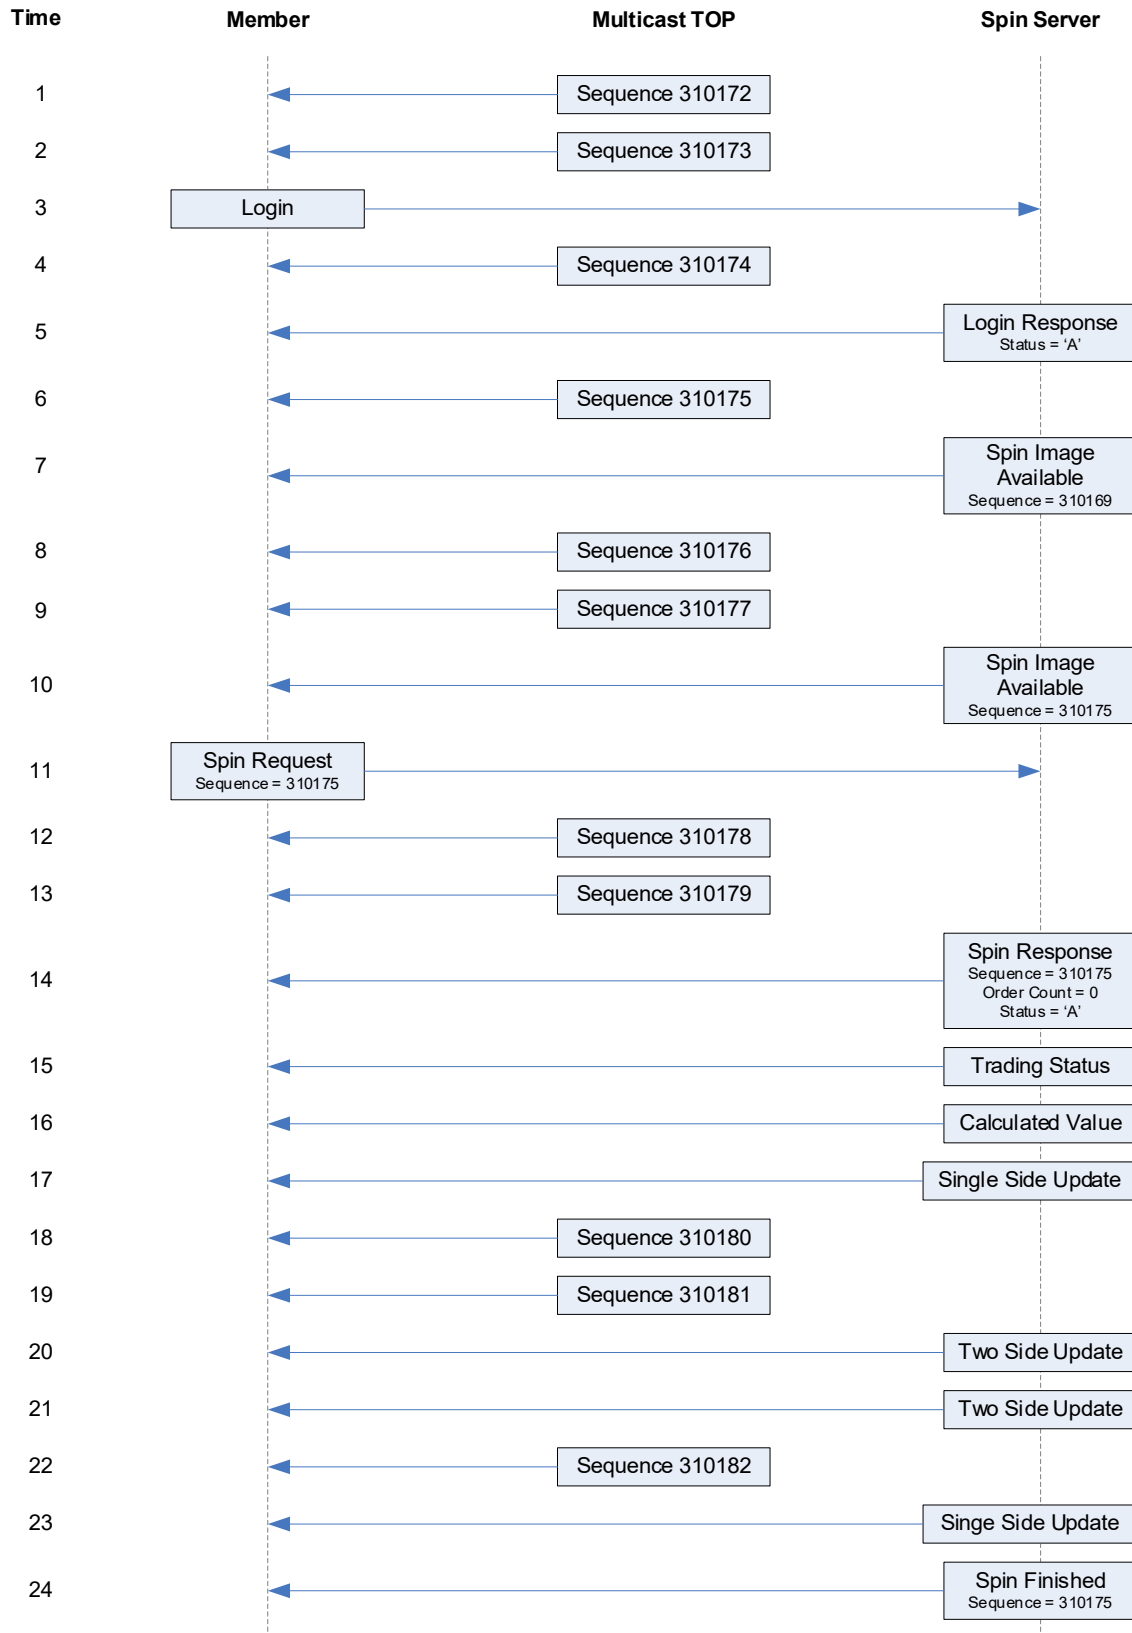 Time Member Multicast TOP Spin Server
1 Sequence 310172
2 Sequence 310173
3 Login
4 Sequence 310174
5 Login Response
Status = ‘A’
6 Sequence 310175
7 Spin Image
Available
Sequence = 310169
8 Sequence 310176
9 Sequence 310177
10 Spin Image
Available
Sequence = 310175
11 Spin Request
Sequence = 310175
12 Sequence 310178
13 Sequence 310179
14 Spin Response
Sequence = 310175
Order Count = 0
Status = ‘A’
15 Trading Status
16 Calculated Value
17 Single Side Update
18 Sequence 310180
19 Sequence 310181
20 Two Side Update
21 Two Side Update
22 Sequence 310182
23 Singe Side Update
24 Spin Finished
Sequence = 310175